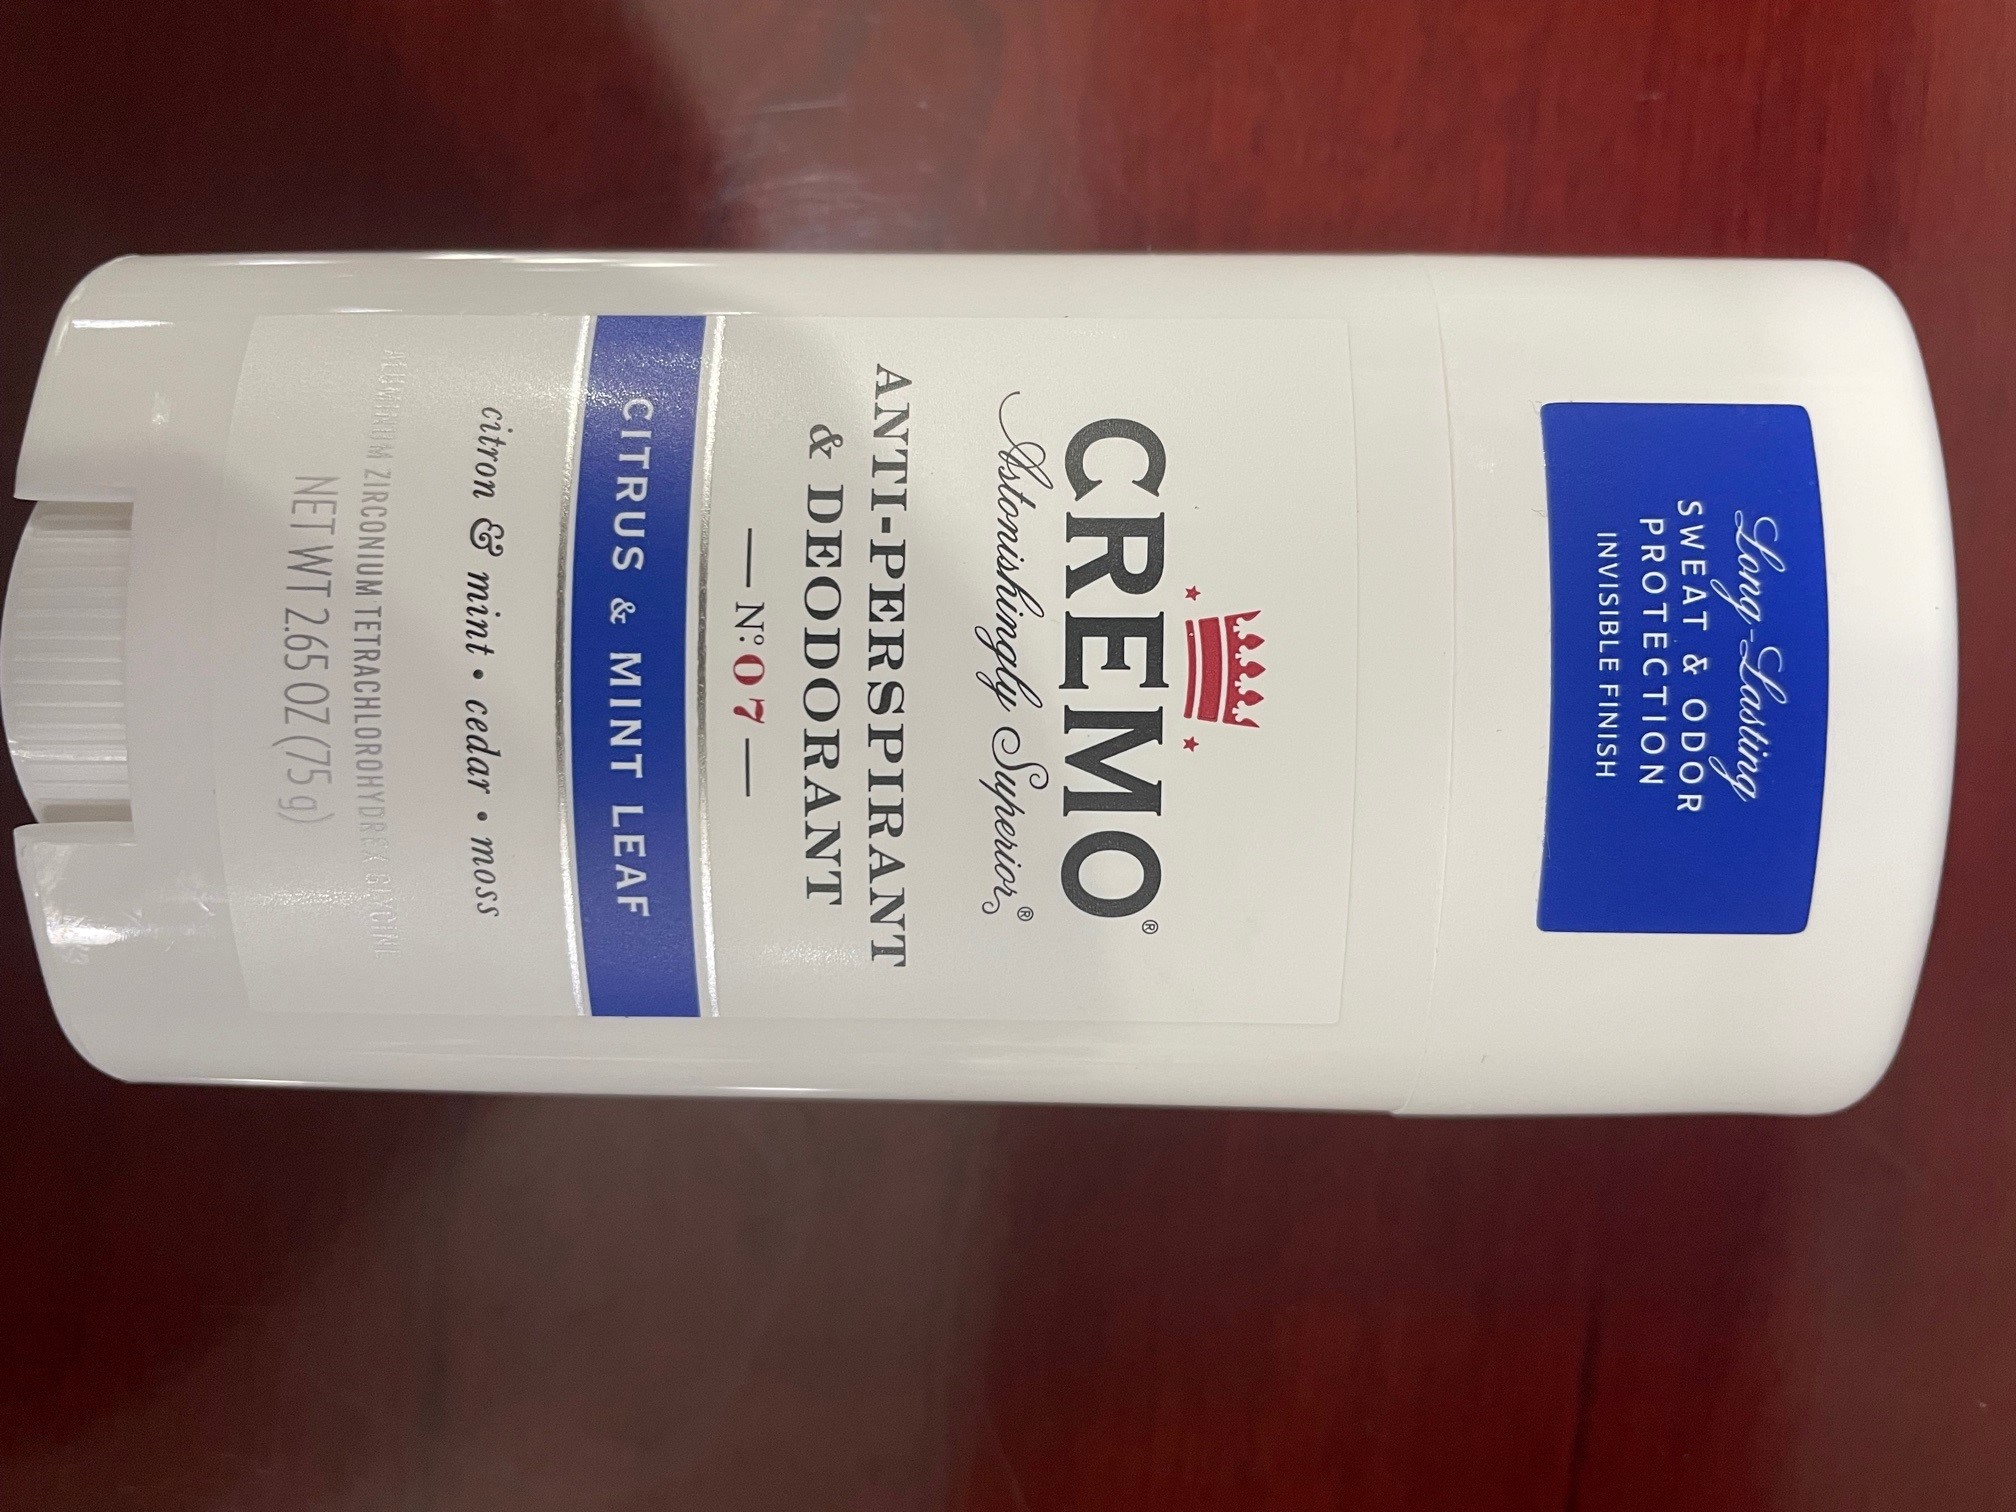 Long-Lasting
SWEAT & ODOR
PROTECTION
INVISIBLE FINISH
CREMO®
Astonishingly Superior®
ANTI-PERSPIRANT
& DEODORANT
— Nº 07 —
CITRUS & MINT LEAF
citron & mint • cedar • moss
ALUMINUM ZIRCONIUM TETRACHLOROHYDREX GLYCINE
NET WT 2.65 OZ (75 g)